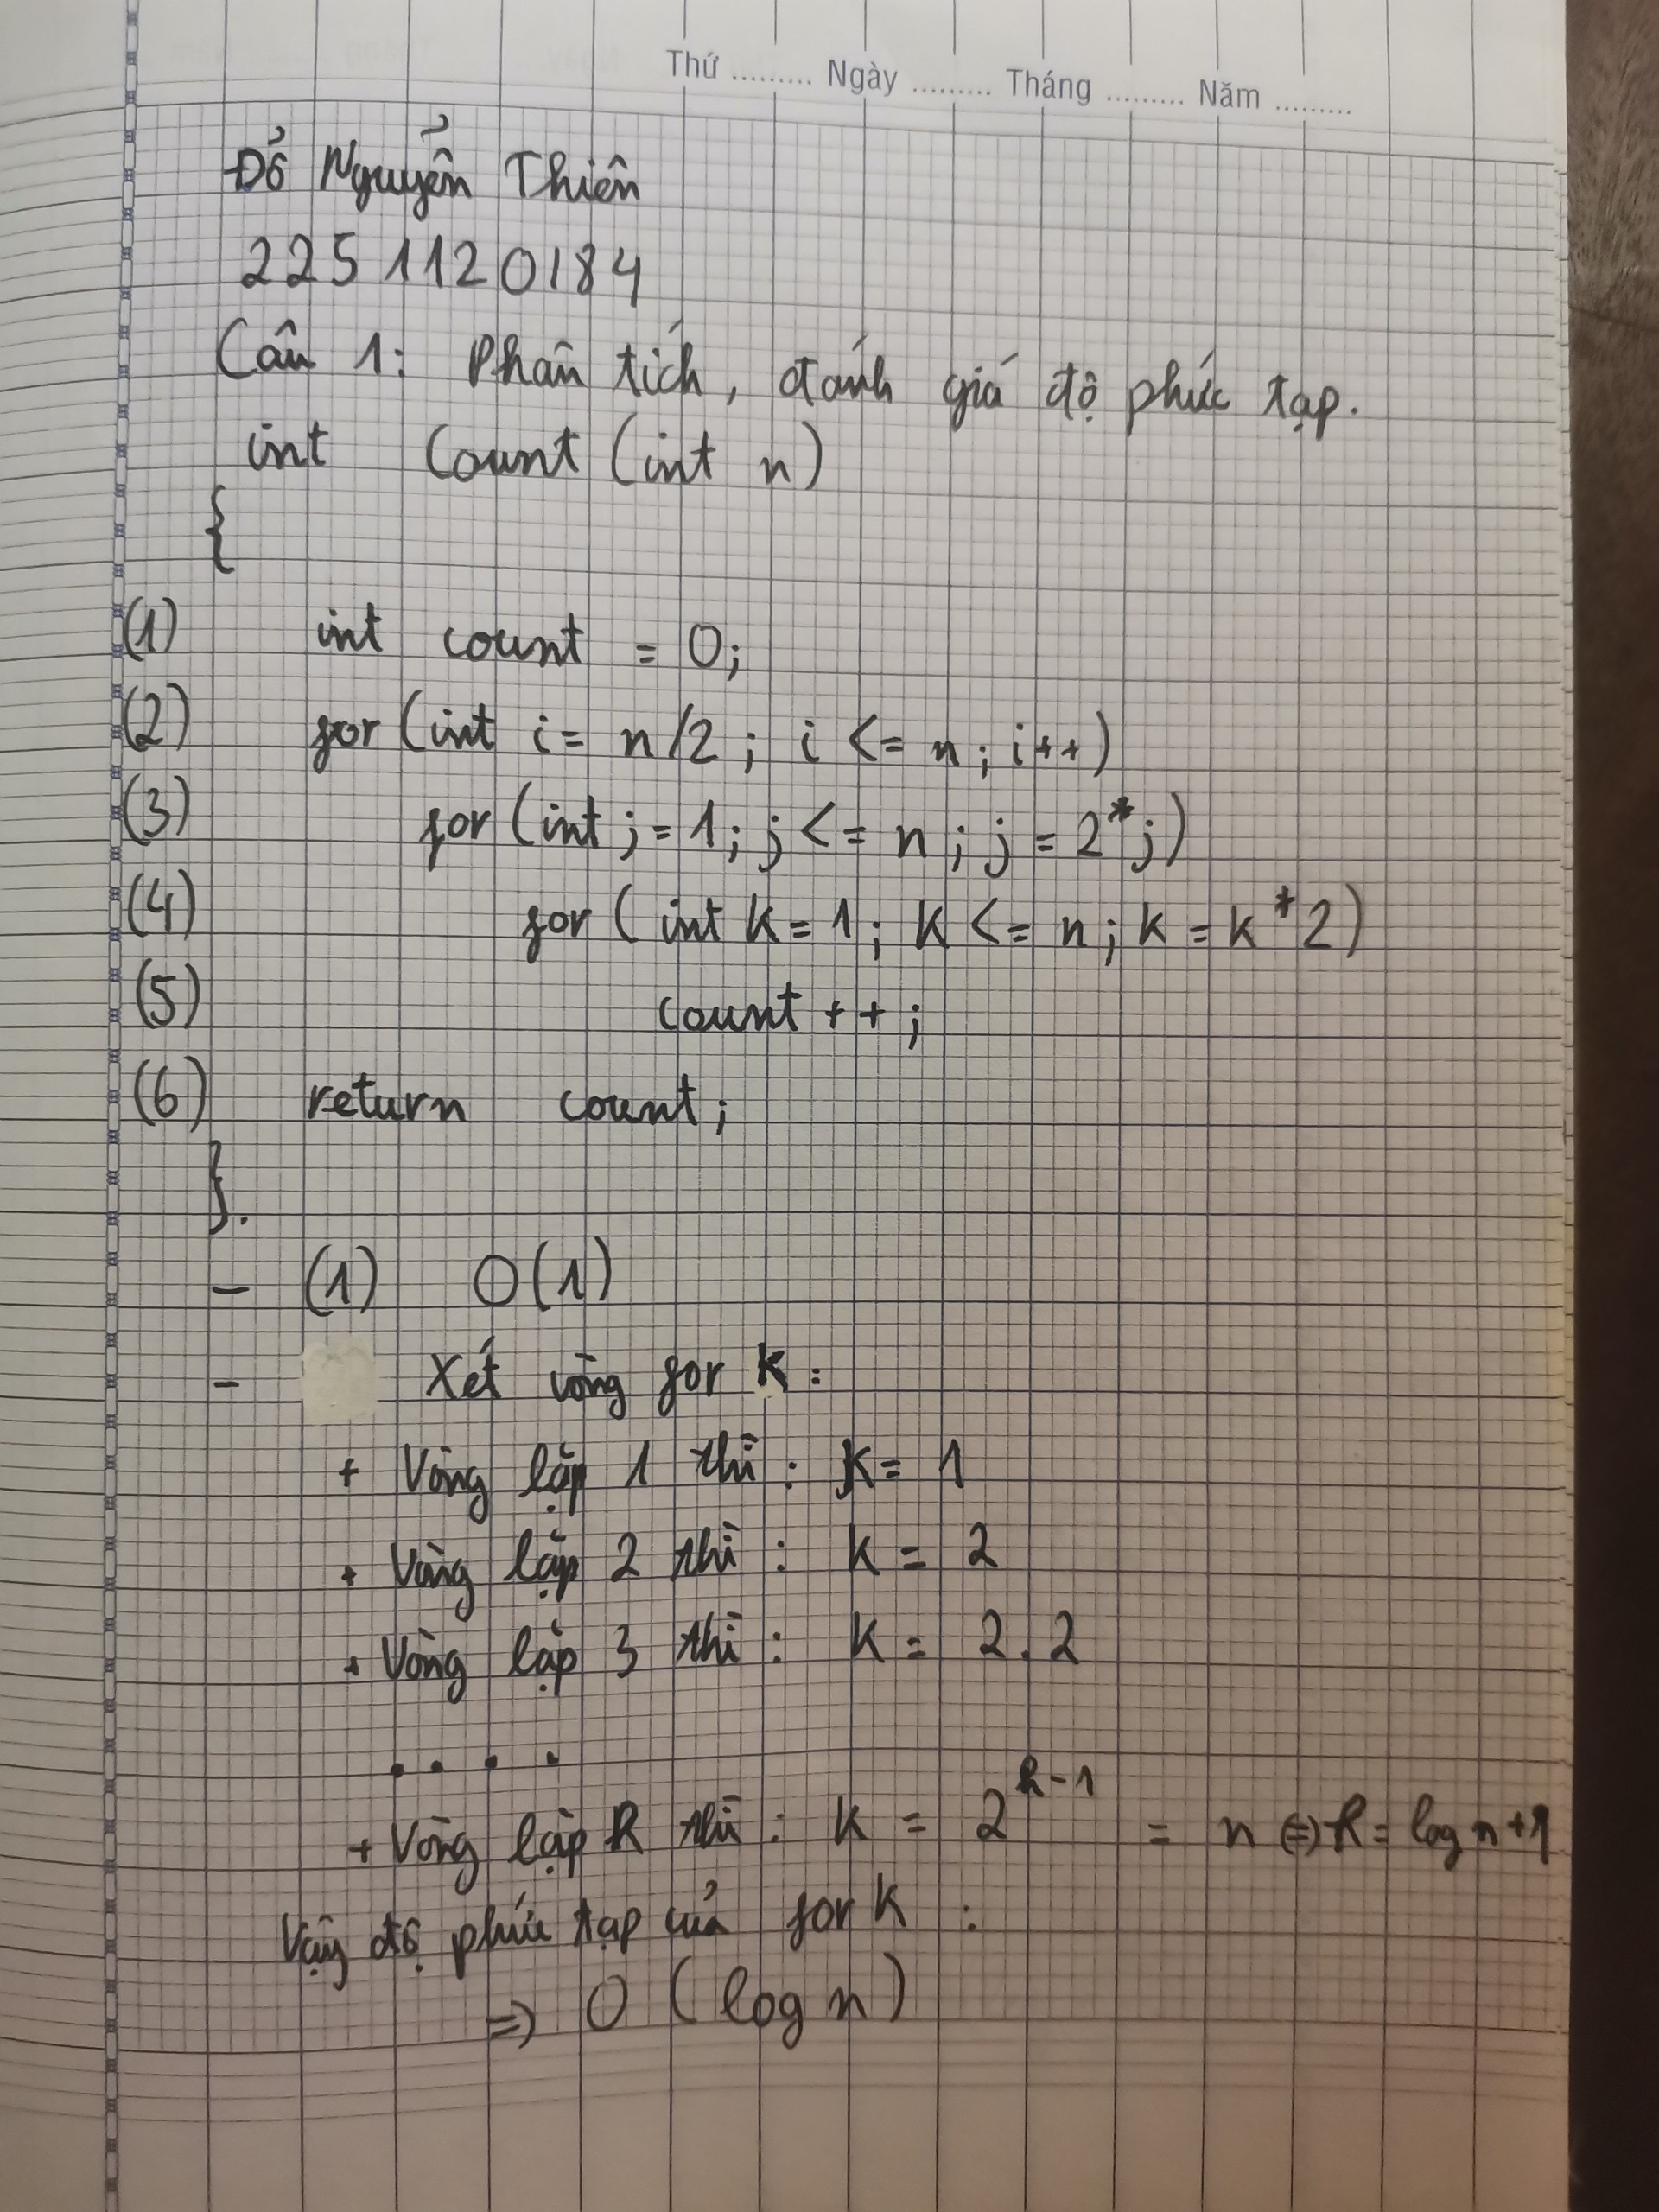 Thứ ......... Ngày ......... Tháng ......... Năm .........
Đổ Nguyển Thiên
2251120184
Câu 1: Phân tích, đánh giá độ phức tạp.
int Count (int n)
{
(1) int count = 0;
(2) for (int i = n/2; i <= n; i++)
(3) for (int j = 1; j <= n; j = 2*j)
(4) for (int k = 1; k <= n; k = k*2)
(5) count ++;
(6) return count;
}.
- (1) O(1)
- Xét vòng for k:
+ Vòng lặp 1 thì: k = 1
+ Vòng lặp 2 thì: k = 2
+ Vòng lặp 3 thì: k = 2.2
....
+ Vòng lặp R thì: k = 2^(R-1) = n <=> R = log n + 1
Vậy độ phức tạp của for k :
=> O (log n)